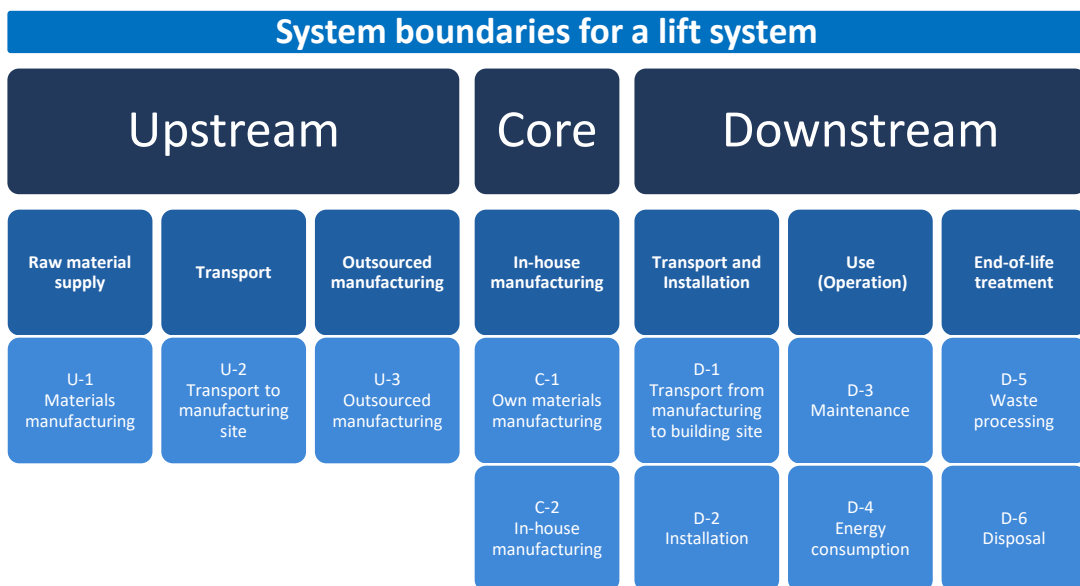 System boundaries for a lift system
Upstream
Core
Downstream
Raw material
supply
Transport
Outsourced
manufacturing
In-house
manufacturing
Transport and
Installation
Use
(Operation)
End-of-life
treatment
U-1
Materials
manufacturing
U-2
Transport to
manufacturing
site
U-3
Outsourced
manufacturing
C-1
Own materials
manufacturing
D-1
Transport from
manufacturing
to building site
D-3
Maintenance
D-5
Waste
processing
C-2
In-house
manufacturing
D-2
Installation
D-4
Energy
consumption
D-6
Disposal